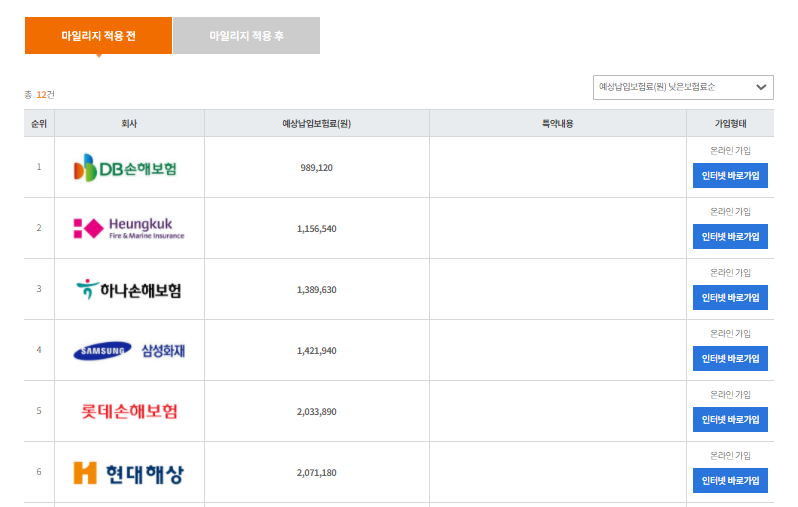 마일리지 적용 전 마일리지 적용 후
총 12건 예상납입보험료(원) 낮은보험료순
순위 회사 예상납입보험료(원) 특약내용 가입형태
1 DB손해보험 989,120 온라인 가입
인터넷 바로가입
2 Heungkuk Fire & Marine Insurance 1,156,540 온라인 가입
인터넷 바로가입
3 하나손해보험 1,389,630 온라인 가입
인터넷 바로가입
4 SAMSUNG 삼성화재 1,421,940 온라인 가입
인터넷 바로가입
5 롯데손해보험 2,033,890 온라인 가입
인터넷 바로가입
6 현대해상 2,071,180 온라인 가입
인터넷 바로가입